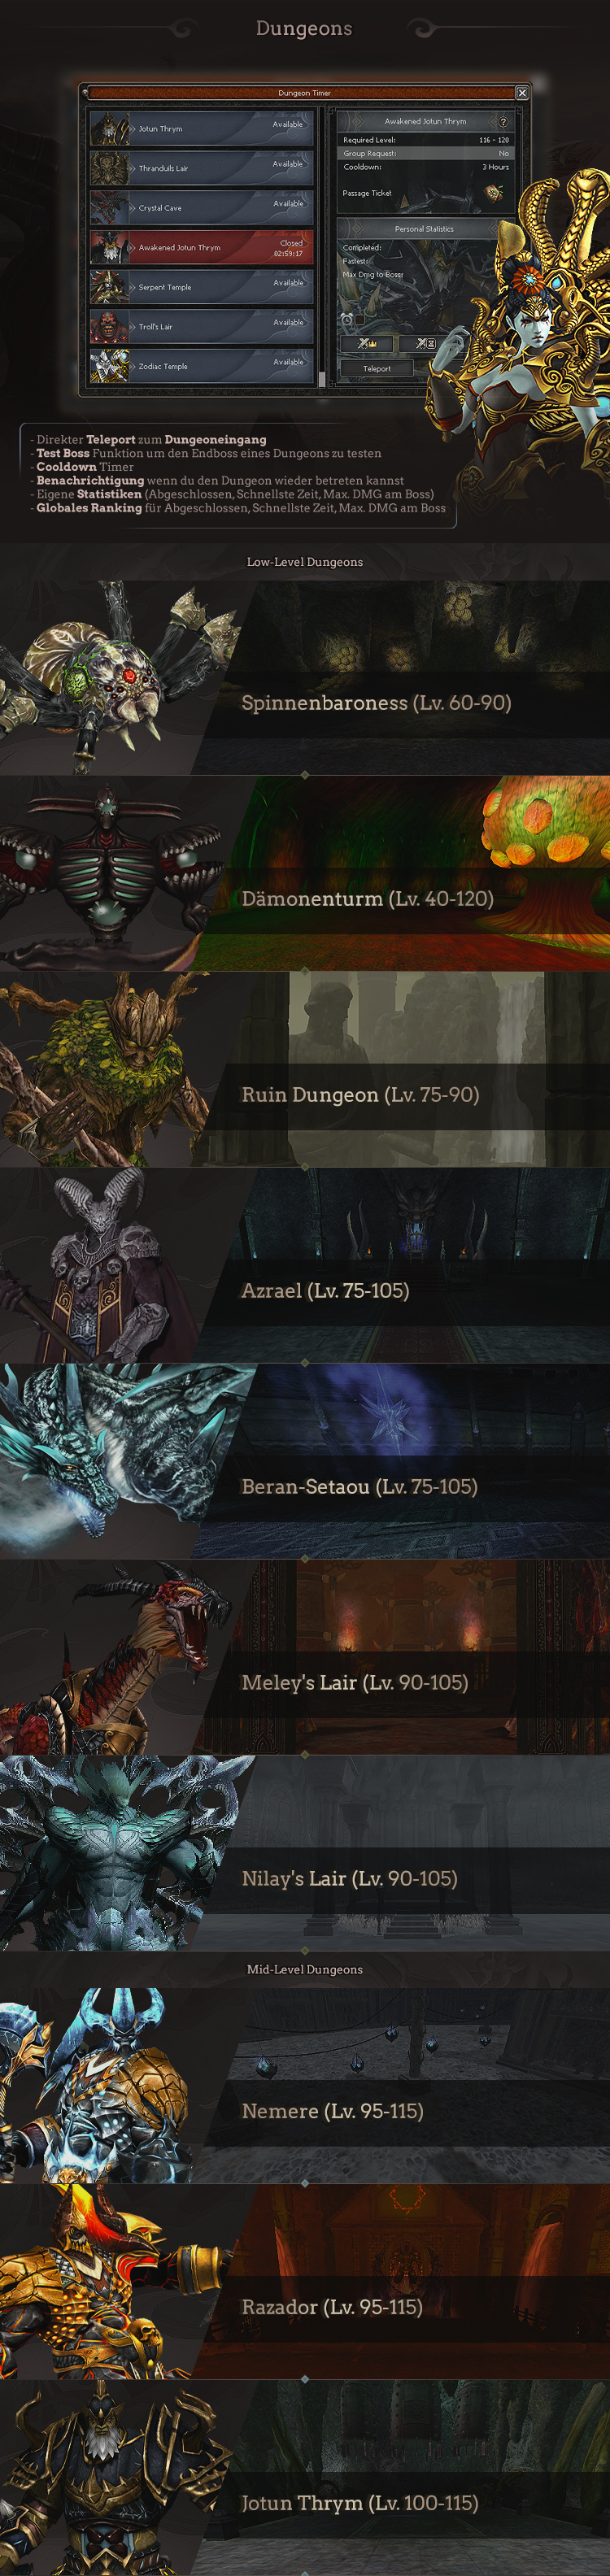 Dungeons
Dungeon Timer
Jotun Thrym Available
Thranduils Lair Available
Crystal Cave Available
Awakened Jotun Thrym Closed
02:59:17
Serpent Temple Available
Troll's Lair Available
Zodiac Temple Available
Awakened Jotun Thrym ?
Required Level: 116 - 120
Group Request: No
Cooldown: 3 Hours
Passage Ticket
Personal Statistics
Completed:
Fastest:
Max Dmg to Boss:
Teleport
- Direkter Teleport zum Dungeoneingang
- Test Boss Funktion um den Endboss eines Dungeons zu testen
- Cooldown Timer
- Benachrichtigung wenn du den Dungeon wieder betreten kannst
- Eigene Statistiken (Abgeschlossen, Schnellste Zeit, Max. DMG am Boss)
- Globales Ranking für Abgeschlossen, Schnellste Zeit, Max. DMG am Boss
Low-Level Dungeons
Spinnenbaroness (Lv. 60-90)
Dämonenturm (Lv. 40-120)
Ruin Dungeon (Lv. 75-90)
Azrael (Lv. 75-105)
Beran-Setaou (Lv. 75-105)
Meley's Lair (Lv. 90-105)
Nilay's Lair (Lv. 90-105)
Mid-Level Dungeons
Nemere (Lv. 95-115)
Razador (Lv. 95-115)
Jotun Thrym (Lv. 100-115)